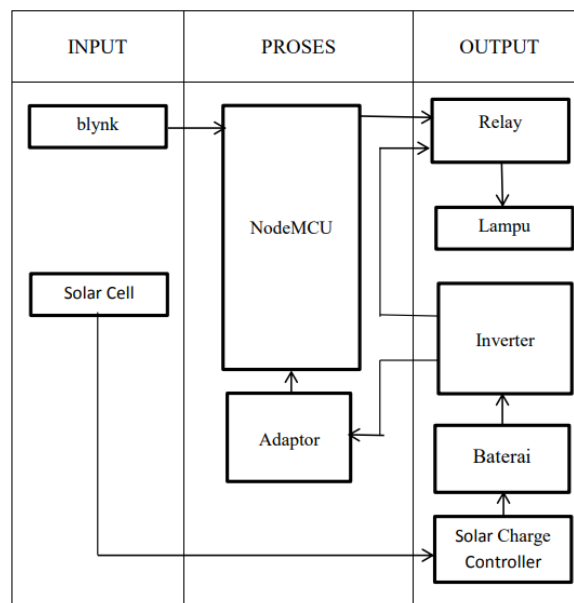 INPUT
PROSES
OUTPUT
blynk
NodeMCU
Relay
Lampu
Solar Cell
Inverter
Adaptor
Baterai
Solar Charge
Controller